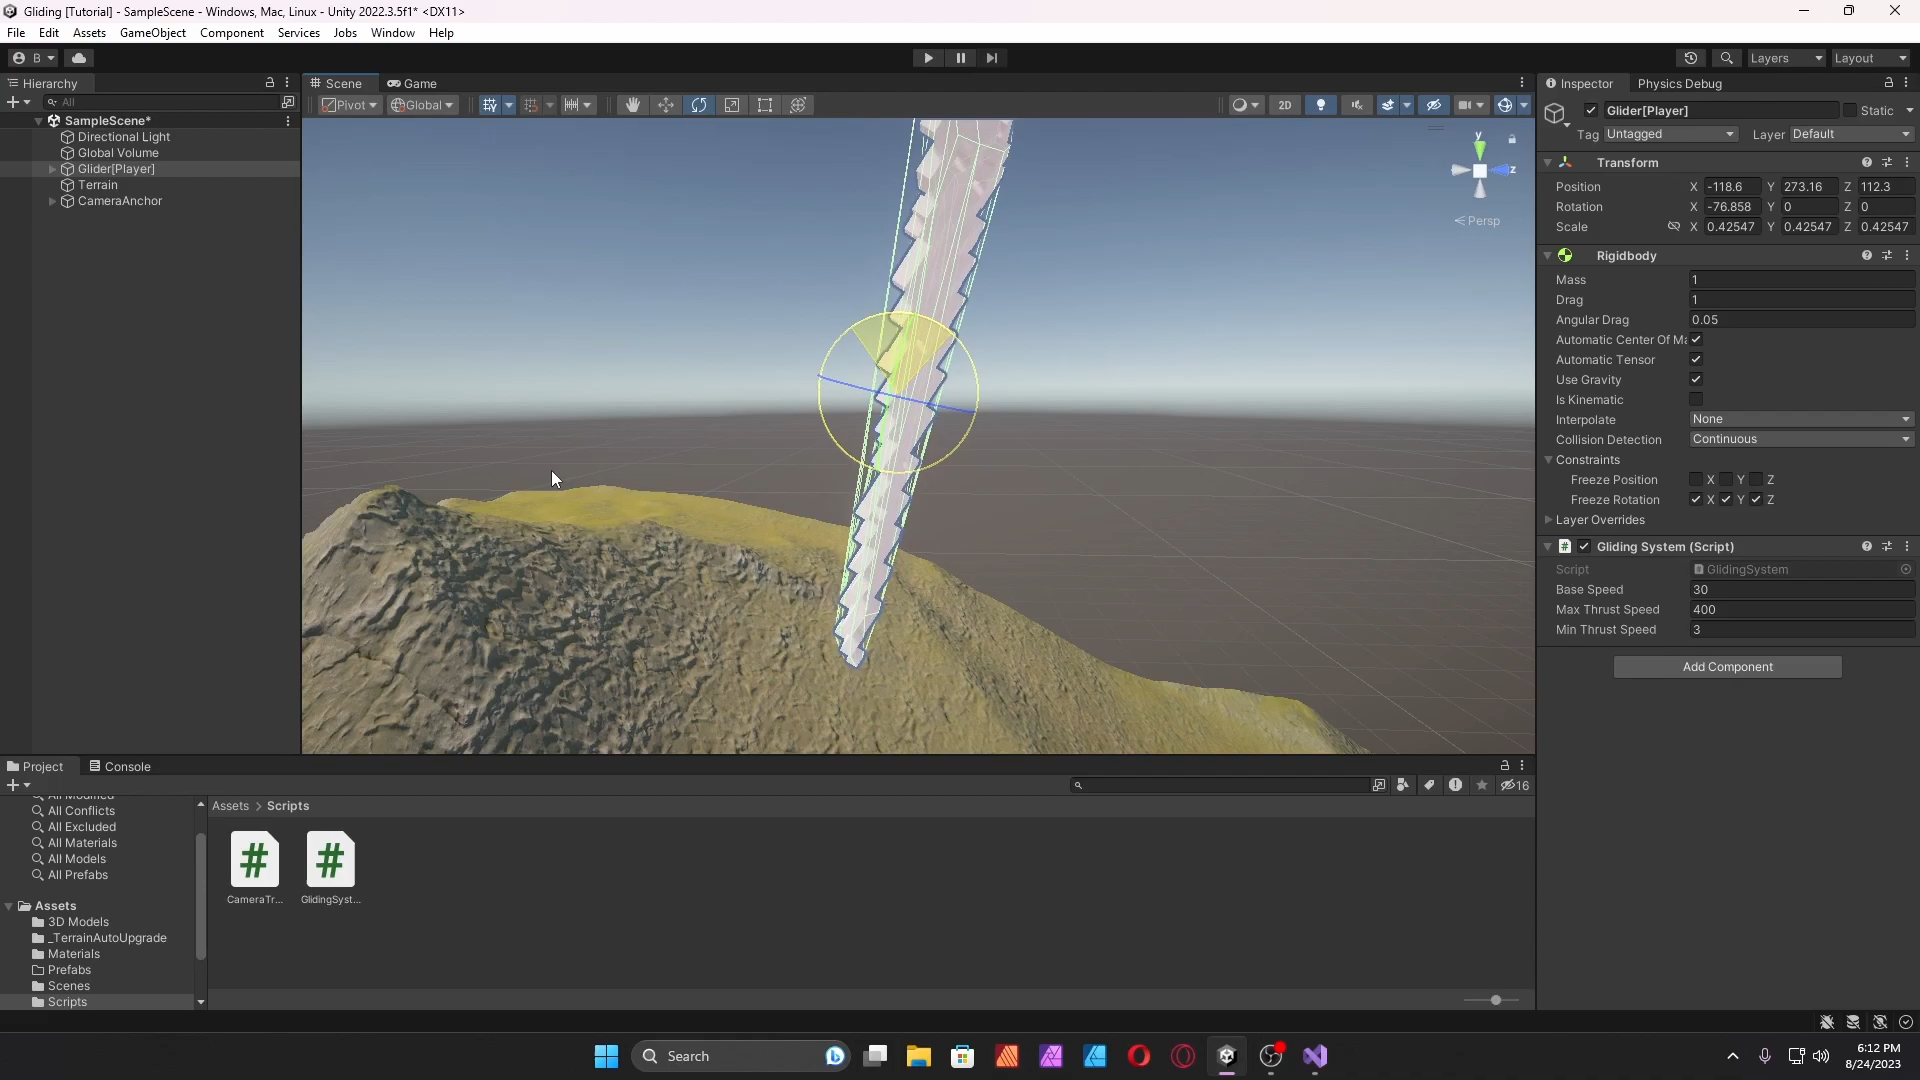 Gliding [Tutorial] - SampleScene - Windows, Mac, Linux - Unity 2022.3.5f1* <DX11>
File Edit Assets GameObject Component Services Jobs Window Help
B Layers Layout
Hierarchy
All
SampleScene*
Directional Light
Global Volume
Glider[Player]
Terrain
CameraAnchor
Scene Game
Pivot Global 2D
y
z
Persp
Inspector Physics Debug
Glider[Player] Static
Tag Untagged Layer Default
Transform
Position X -118.6 Y 273.16 Z 112.3
Rotation X -76.858 Y 0 Z 0
Scale X 0.42547 Y 0.42547 Z 0.42547
Rigidbody
Mass 1
Drag 1
Angular Drag 0.05
Automatic Center Of Ma
Automatic Tensor
Use Gravity
Is Kinematic
Interpolate None
Collision Detection Continuous
Constraints
Freeze Position X Y Z
Freeze Rotation X Y Z
Layer Overrides
# Gliding System (Script)
Script GlidingSystem
Base Speed 30
Max Thrust Speed 400
Min Thrust Speed 3
Add Component
Project Console
16
All Modified
All Conflicts
All Excluded
All Materials
All Models
All Prefabs
Assets
3D Models
_TerrainAutoUpgrade
Materials
Prefabs
Scenes
Scripts
Assets > Scripts
# #
CameraTr... GlidingSyst...
Search
6:12 PM
8/24/2023